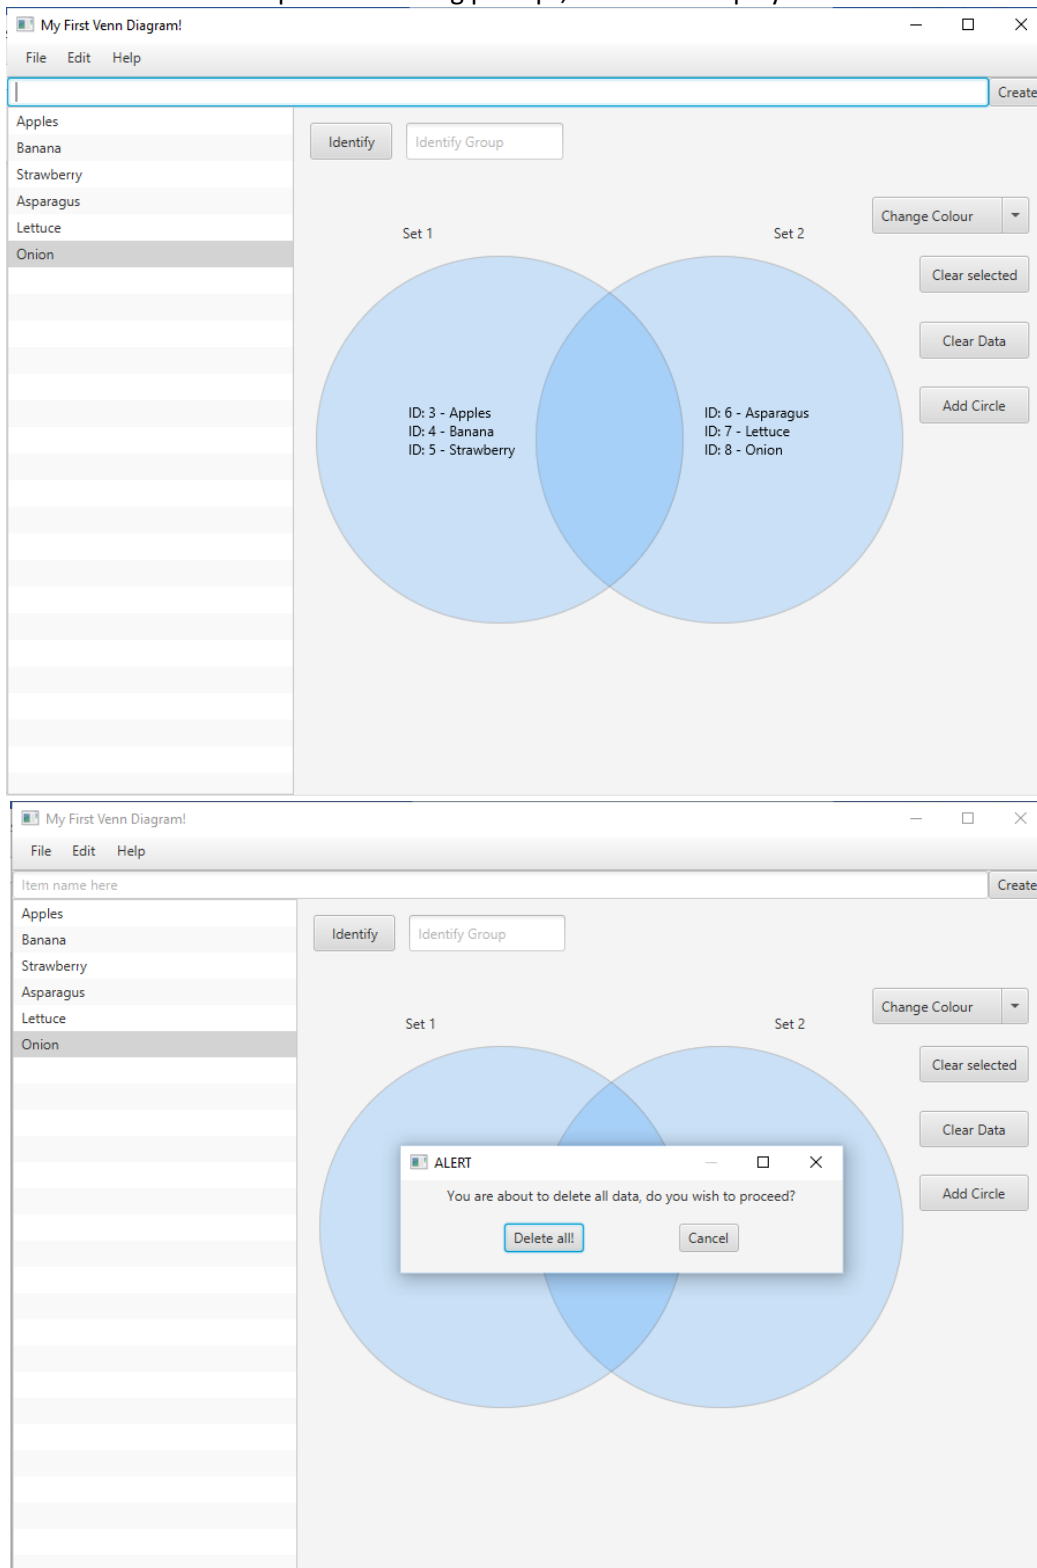 My First Venn Diagram!
File Edit Help
Create
Apples
Banana
Strawberry
Asparagus
Lettuce
Onion
Identify Identify Group
Change Colour
Set 1 Set 2
Clear selected
Clear Data
Add Circle
ID: 3 - Apples
ID: 4 - Banana
ID: 5 - Strawberry
ID: 6 - Asparagus
ID: 7 - Lettuce
ID: 8 - Onion
My First Venn Diagram!
File Edit Help
Item name here Create
Apples
Banana
Strawberry
Asparagus
Lettuce
Onion
Identify Identify Group
Change Colour
Set 1 Set 2
Clear selected
Clear Data
Add Circle
ALERT
You are about to delete all data, do you wish to proceed?
Delete all! Cancel